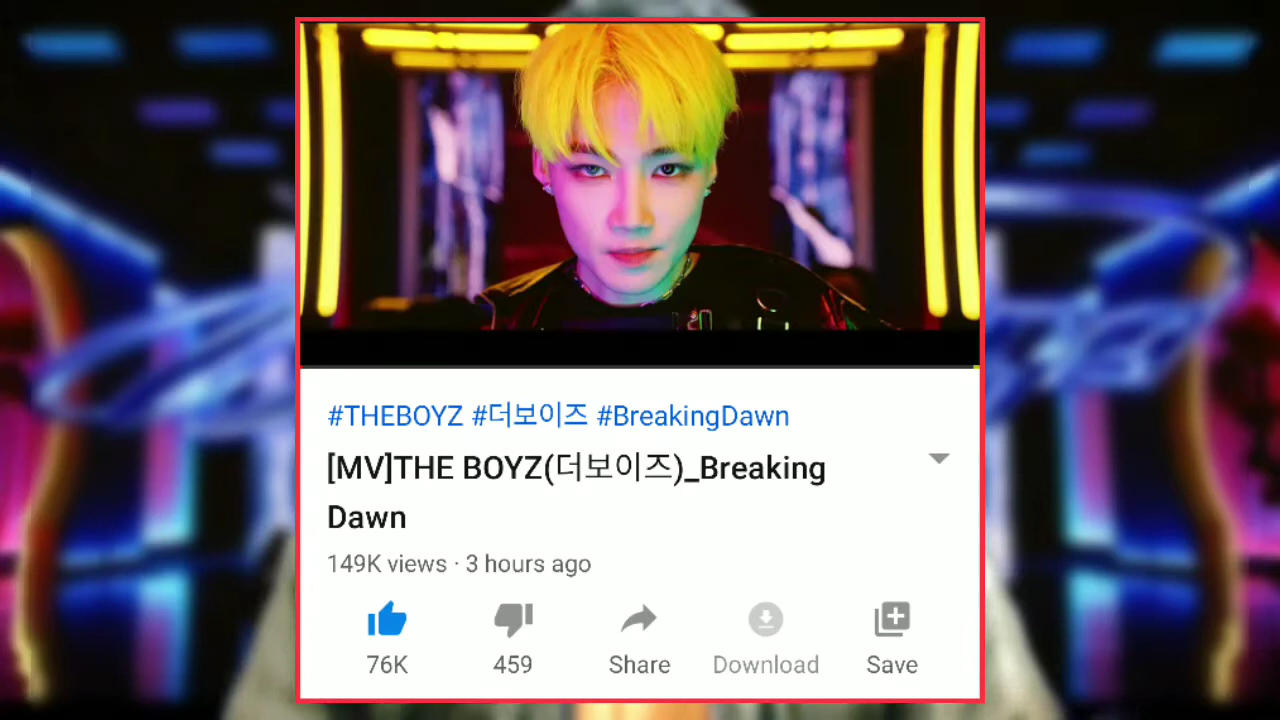 #THEBOYZ #더보이즈 #BreakingDawn
[MV]THE BOYZ(더보이즈)_Breaking
Dawn
149K views · 3 hours ago
76K 459 Share Download Save